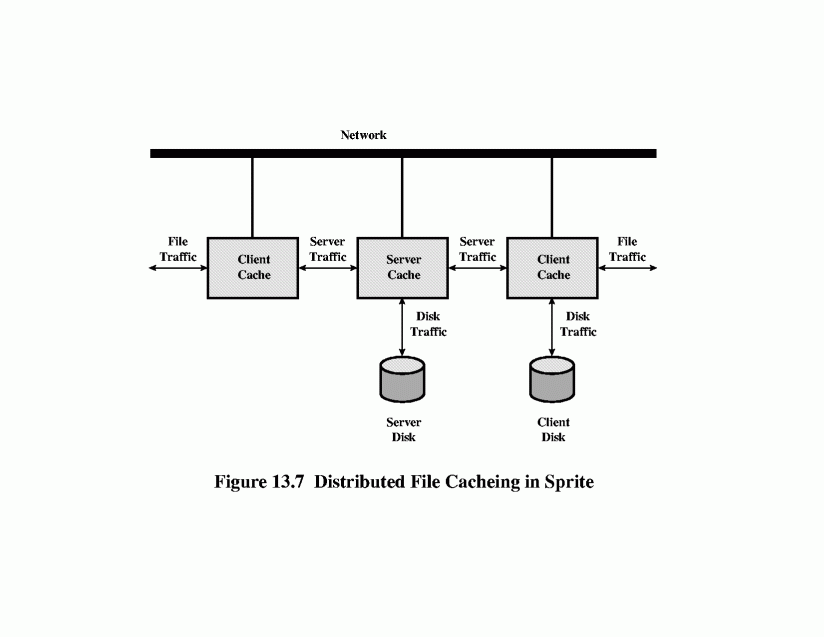 Network
File
Traffic
Client
Cache
Server
Traffic
Server
Cache
Server
Traffic
Client
Cache
File
Traffic
Disk
Traffic
Disk
Traffic
Server
Disk
Client
Disk
Figure 13.7 Distributed File Cacheing in Sprite